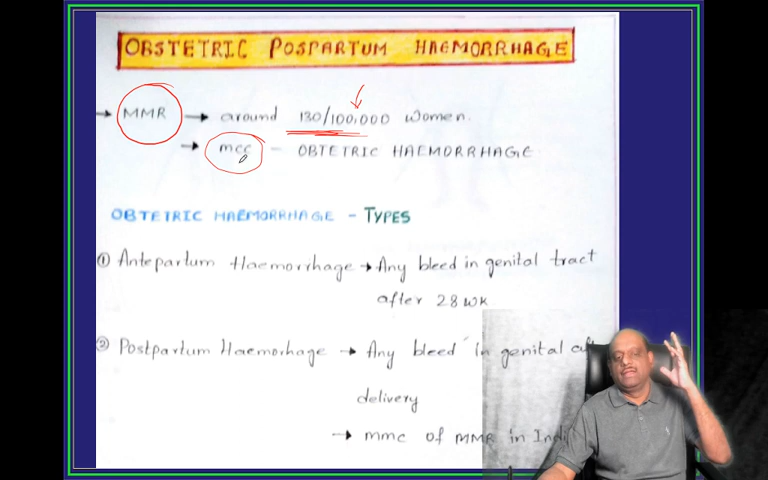 OBSTETRIC POSPARTUM HAEMORRHAGE
→ MMR → around 130/100,000 women.
→ mcc - OBTETRIC HAEMORRHAGE
OBTETRIC HAEMORRHAGE - TYPES
① Antepartum Haemorrhage → Any bleed in genital tract
after 28 wk
② Postpartum Haemorhage → Any bleed in genital
delivery
→ mmc of MMR in